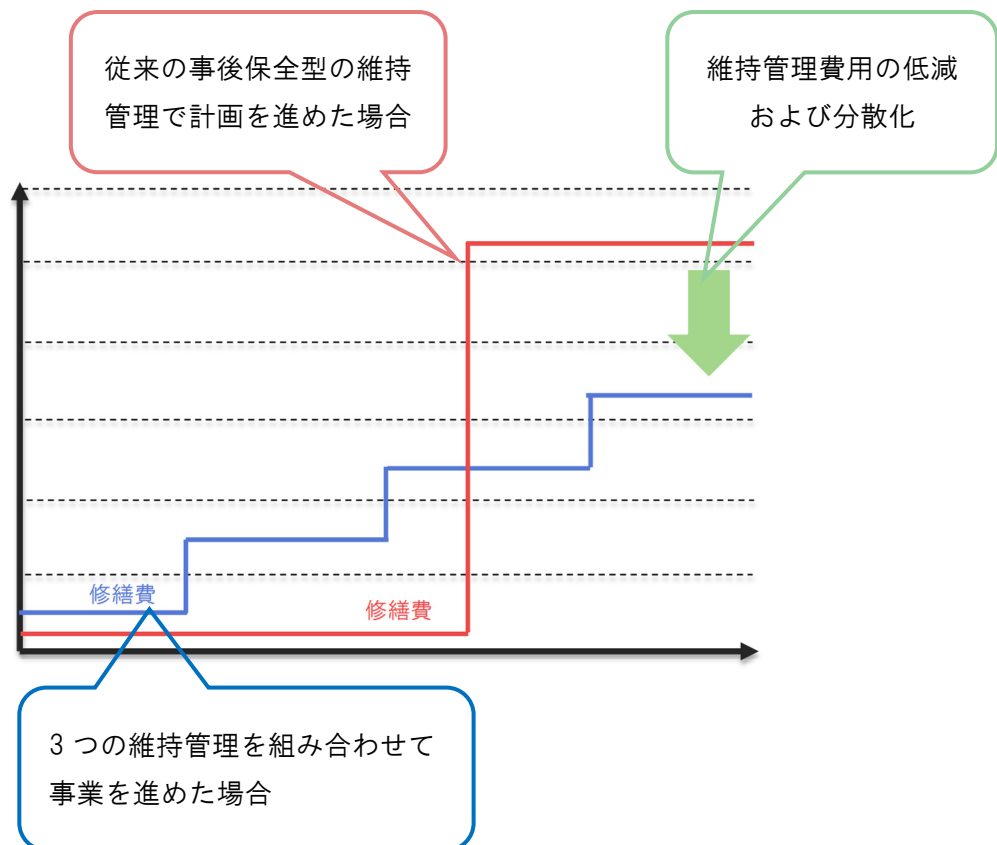 従来の事後保全型の維持
管理で計画を進めた場合
維持管理費用の低減
および分散化
修繕費
修繕費
3 つの維持管理を組み合わせて
事業を進めた場合